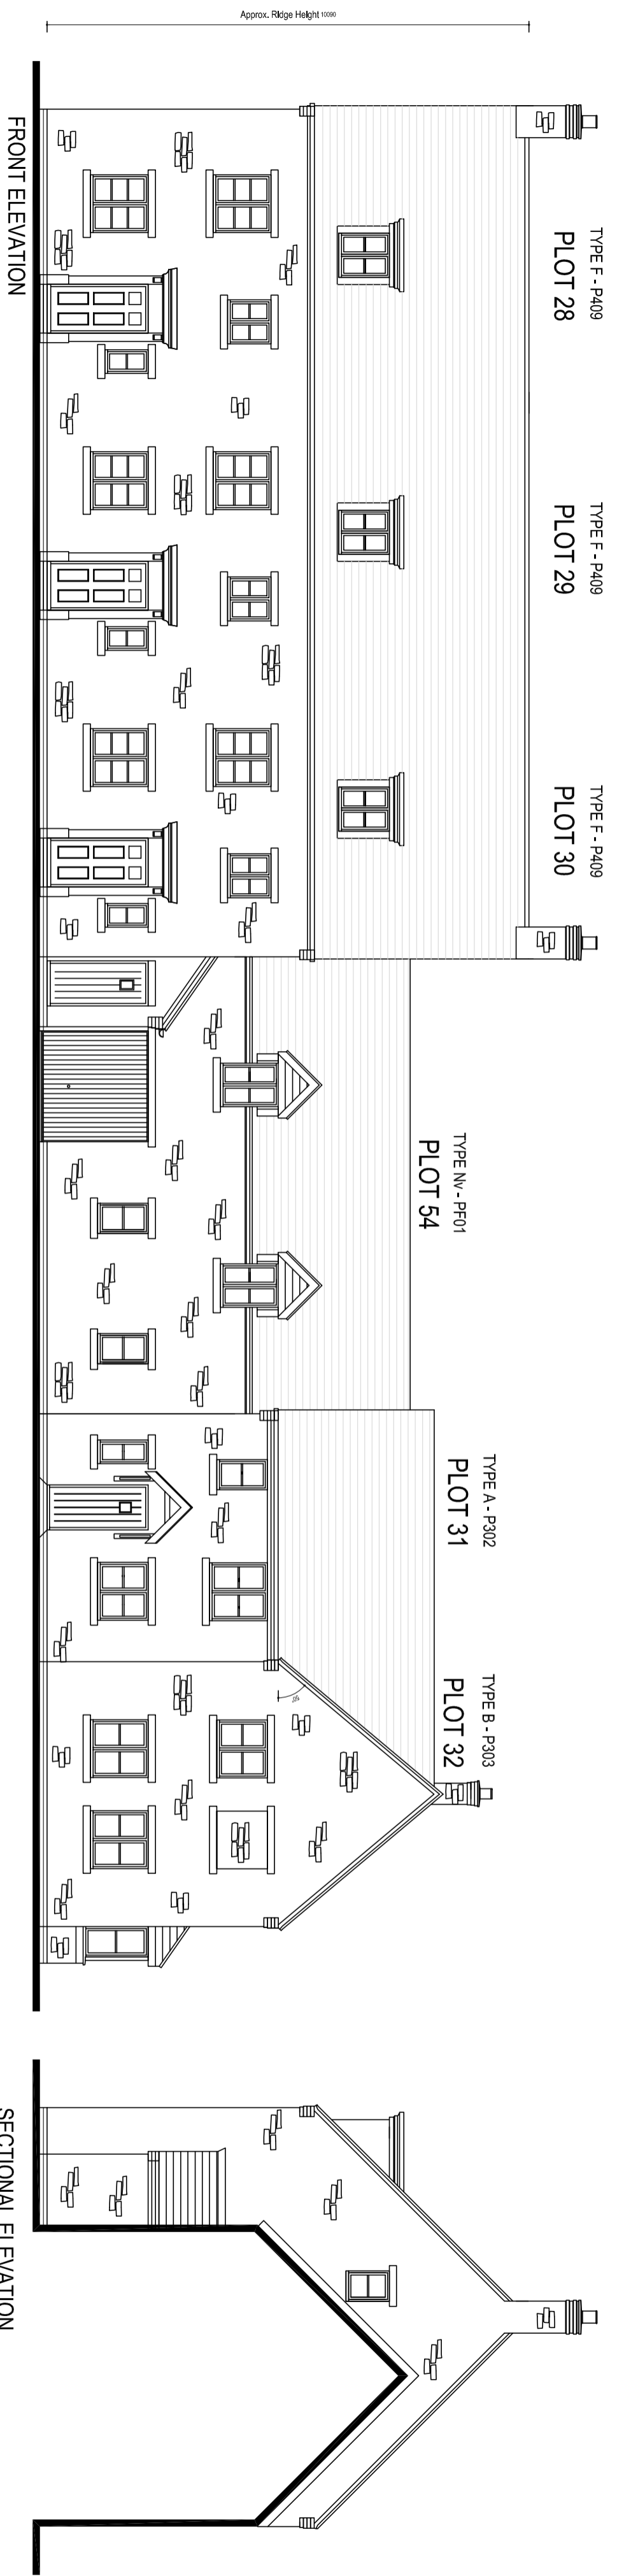 Approx. Ridge Height 10090
TYPE F - P409
PLOT 28
TYPE F - P409
PLOT 29
TYPE F - P409
PLOT 30
TYPE Nv - PF01
PLOT 54
TYPE A - P302
PLOT 31
TYPE B - P303
PLOT 32
FRONT ELEVATION
SECTIONAL ELEVATION